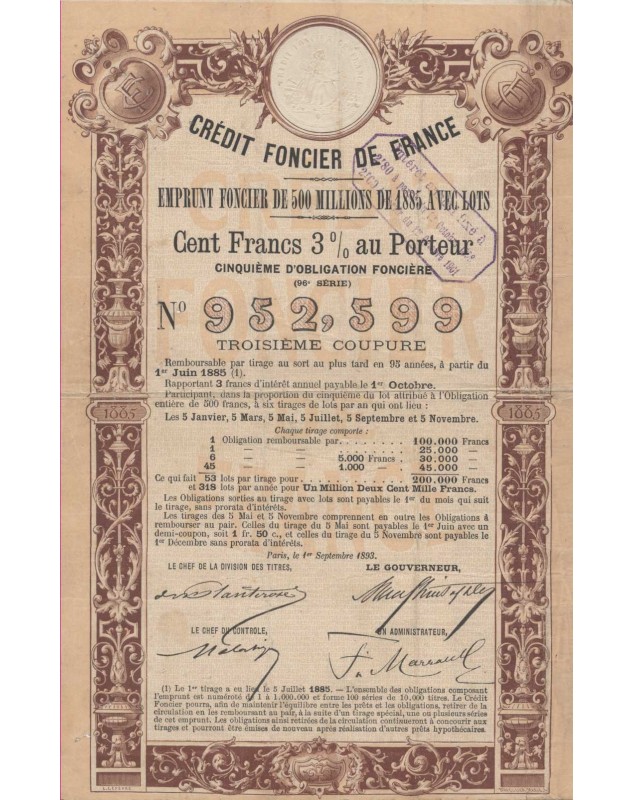 CRÉDIT FONCIER DE FRANCE
EMPRUNT FONCIER DE 500 MILLIONS DE 1885 AVEC LOTS
Cent Francs 3% au Porteur
CINQUIÈME D'OBLIGATION FONCIÈRE
(96e SÉRIE)
No 952,599
TROISIÈME COUPURE
Remboursable par tirage au sort au plus tard en 95 années, à partir du
1er Juin 1885 (1).
Rapportant 3 francs d'intérêt annuel payable le 1er Octobre.
Participant, dans la proportion du cinquième du lot attribué à l'Obligation
entière de 500 francs, à six tirages de lots par an qui ont lieu :
Les 5 Janvier, 5 Mars, 5 Mai, 5 Juillet, 5 Septembre et 5 Novembre.
Chaque tirage comporte :
1 Obligation remboursable par........ 100.000 Francs
1 — — ........ 25.000 —
6 — — 5.000 Francs . 30.000 —
45 — — 1.000 — . 45.000 —
Ce qui fait 53 lots par tirage pour........ 200.000 Francs
et 318 lots par année pour Un Million Deux Cent Mille Francs.
Les Obligations sorties au tirage avec lots sont payables le 1er du mois qui suit
le tirage, sans prorata d'intérêts.
Les tirages des 5 Mai et 5 Novembre comprennent en outre les Obligations à
rembourser au pair. Celles du tirage du 5 Mai sont payables le 1er Juin avec un
demi-coupon, soit 1 fr. 50 c., et celles du tirage du 5 Novembre sont payables le
1er Décembre sans prorata d'intérêts.
Paris, le 1er Septembre 1893.
LE CHEF DE LA DIVISION DES TITRES, LE GOUVERNEUR,
LE CHEF DU CONTROLE, UN ADMINISTRATEUR,
1885 1885
(1) Le 1er tirage a eu lieu le 5 Juillet 1885. — L'ensemble des obligations composant
l'emprunt est numéroté de 1 à 1.000.000 et forme 100 séries de 10.000 titres. Le Crédit
Foncier pourra, afin de maintenir l'équilibre entre les prêts et les obligations, retirer de la
circulation en les remboursant au pair, à la suite d'un tirage spécial, une ou plusieurs séries
de cet emprunt. Les obligations ainsi retirées de la circulation continueront à concourir aux
tirages et pourront être émises de nouveau après réalisation d'autres prêts hypothécaires.